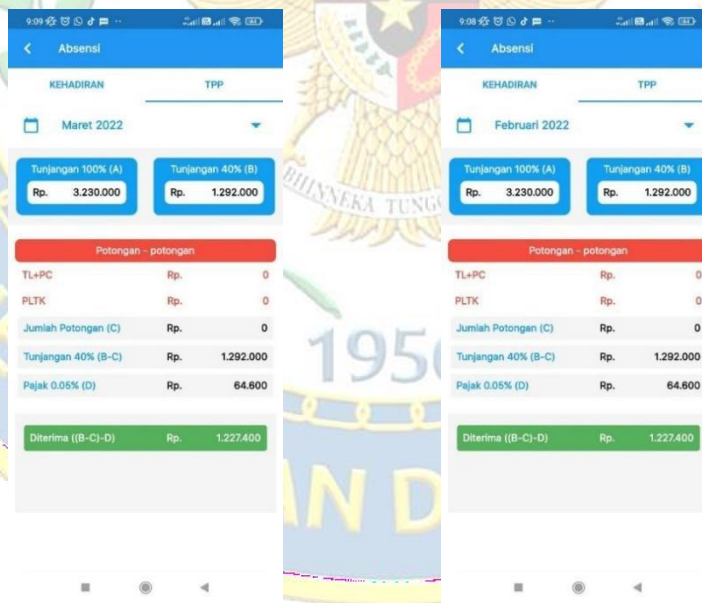 9:09
Absensi
KEHADIRAN TPP
Maret 2022
Tunjangan 100% (A) Tunjangan 40% (B)
Rp. 3.230.000 Rp. 1.292.000
Potongan - potongan
TL+PC Rp. 0
PLTK Rp. 0
Jumlah Potongan (C) Rp. 0
Tunjangan 40% (B-C) Rp. 1.292.000
Pajak 0.05% (D) Rp. 64.600
Diterima ((B-C)-D) Rp. 1.227.400
9:08
Absensi
KEHADIRAN TPP
Februari 2022
Tunjangan 100% (A) Tunjangan 40% (B)
Rp. 3.230.000 Rp. 1.292.000
Potongan - potongan
TL+PC Rp. 0
PLTK Rp. 0
Jumlah Potongan (C) Rp. 0
Tunjangan 40% (B-C) Rp. 1.292.000
Pajak 0.05% (D) Rp. 64.600
Diterima ((B-C)-D) Rp. 1.227.400
BHINNEKA
1956